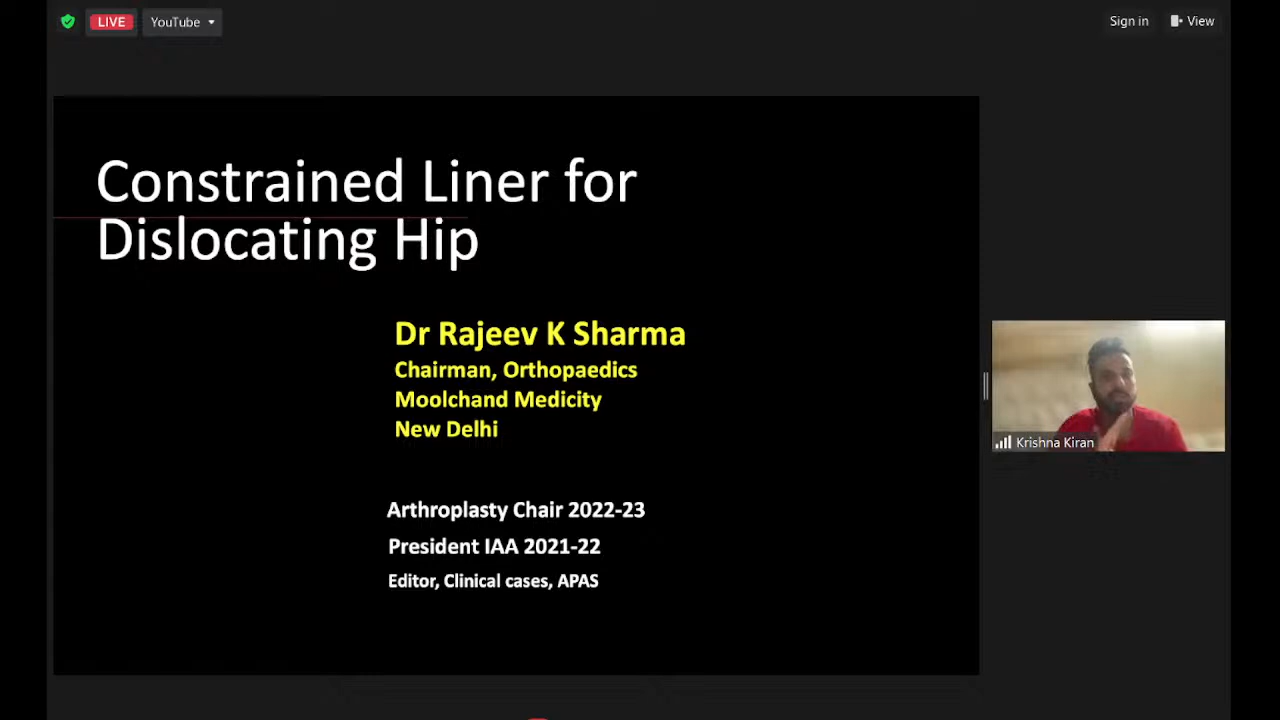 LIVE
YouTube
Sign in
View
Constrained Liner for
Dislocating Hip
Dr Rajeev K Sharma
Chairman, Orthopaedics
Moolchand Medicity
New Delhi
Arthroplasty Chair 2022-23
President IAA 2021-22
Editor, Clinical cases, APAS
Krishna Kiran